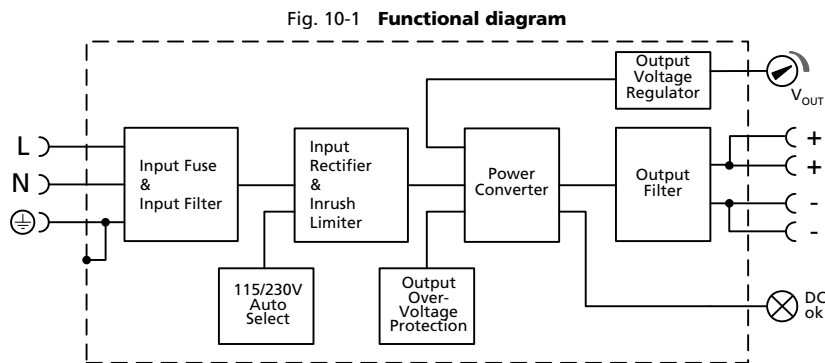 Fig. 10-1 Functional diagram
Output
Voltage
Regulator
VOUT
L
N
Input Fuse
&
Input Filter
Input
Rectifier
&
Inrush
Limiter
Power
Converter
Output
Filter
+
+
-
-
115/230V
Auto
Select
Output
Over-
Voltage
Protection
DC
ok